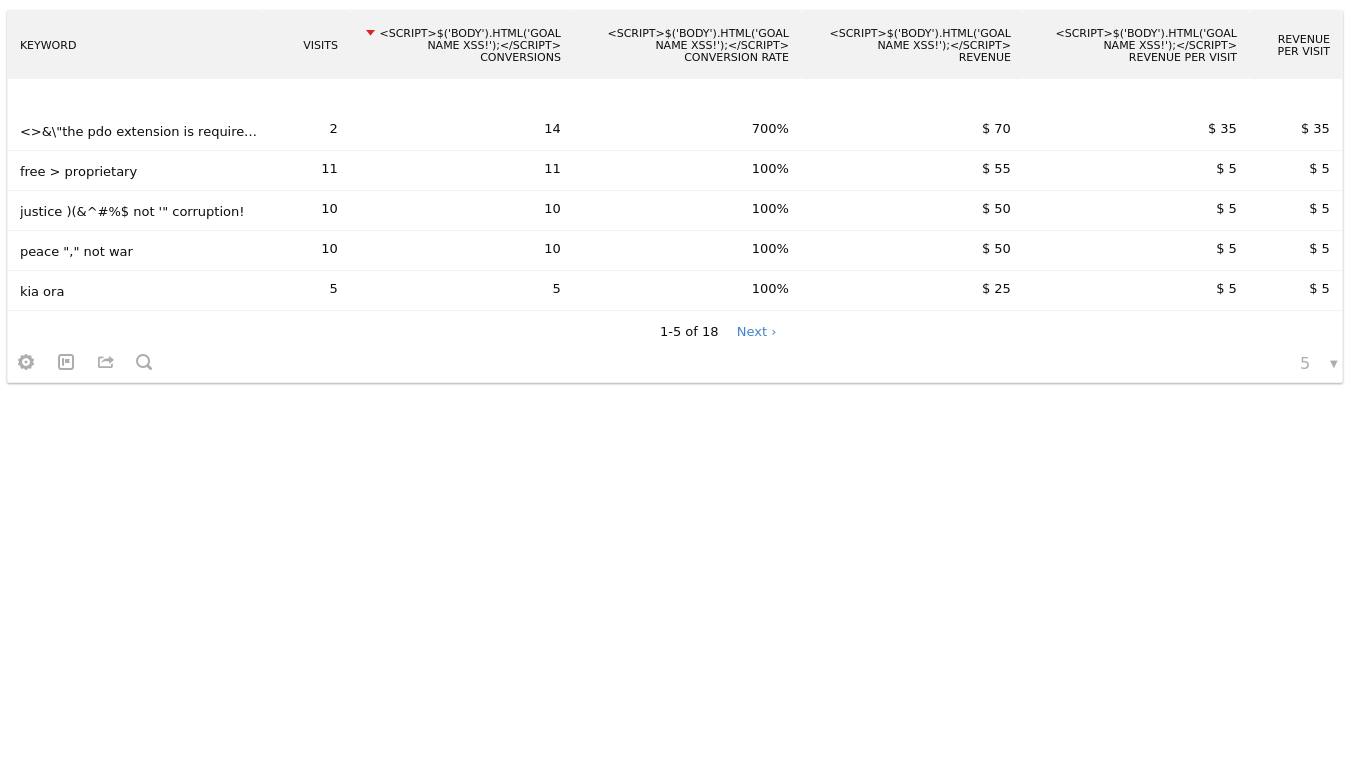 KEYWORD VISITS <SCRIPT>$('BODY').HTML('GOAL NAME XSS!');</SCRIPT> CONVERSIONS <SCRIPT>$('BODY').HTML('GOAL NAME XSS!');</SCRIPT> CONVERSION RATE <SCRIPT>$('BODY').HTML('GOAL NAME XSS!');</SCRIPT> REVENUE <SCRIPT>$('BODY').HTML('GOAL NAME XSS!');</SCRIPT> REVENUE PER VISIT REVENUE PER VISIT
<>&\"the pdo extension is require... 2 14 700% $ 70 $ 35 $ 35
free > proprietary 11 11 100% $ 55 $ 5 $ 5
justice )(&^#%$ not '" corruption! 10 10 100% $ 50 $ 5 $ 5
peace "," not war 10 10 100% $ 50 $ 5 $ 5
kia ora 5 5 100% $ 25 $ 5 $ 5
1-5 of 18 Next ›
5